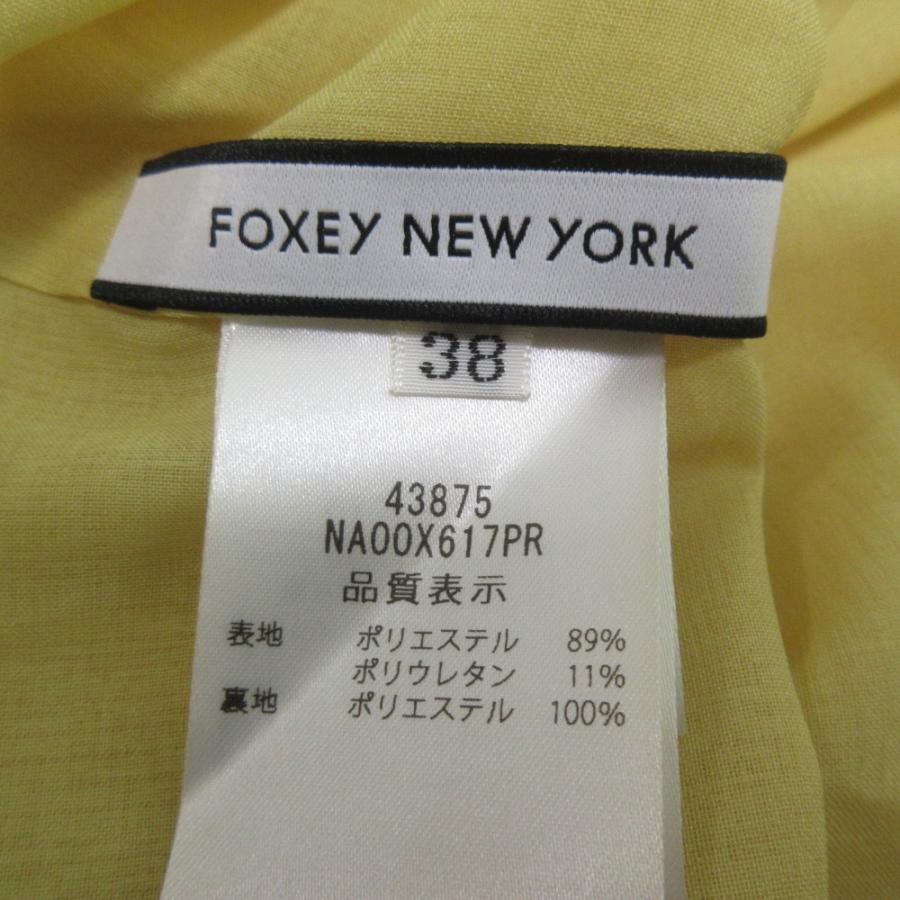 FOXEY NEW YORK
38
43875
NA00X617PR
品質表示
表地 ポリエステル 89%
ポリウレタン 11%
裏地 ポリエステル 100%